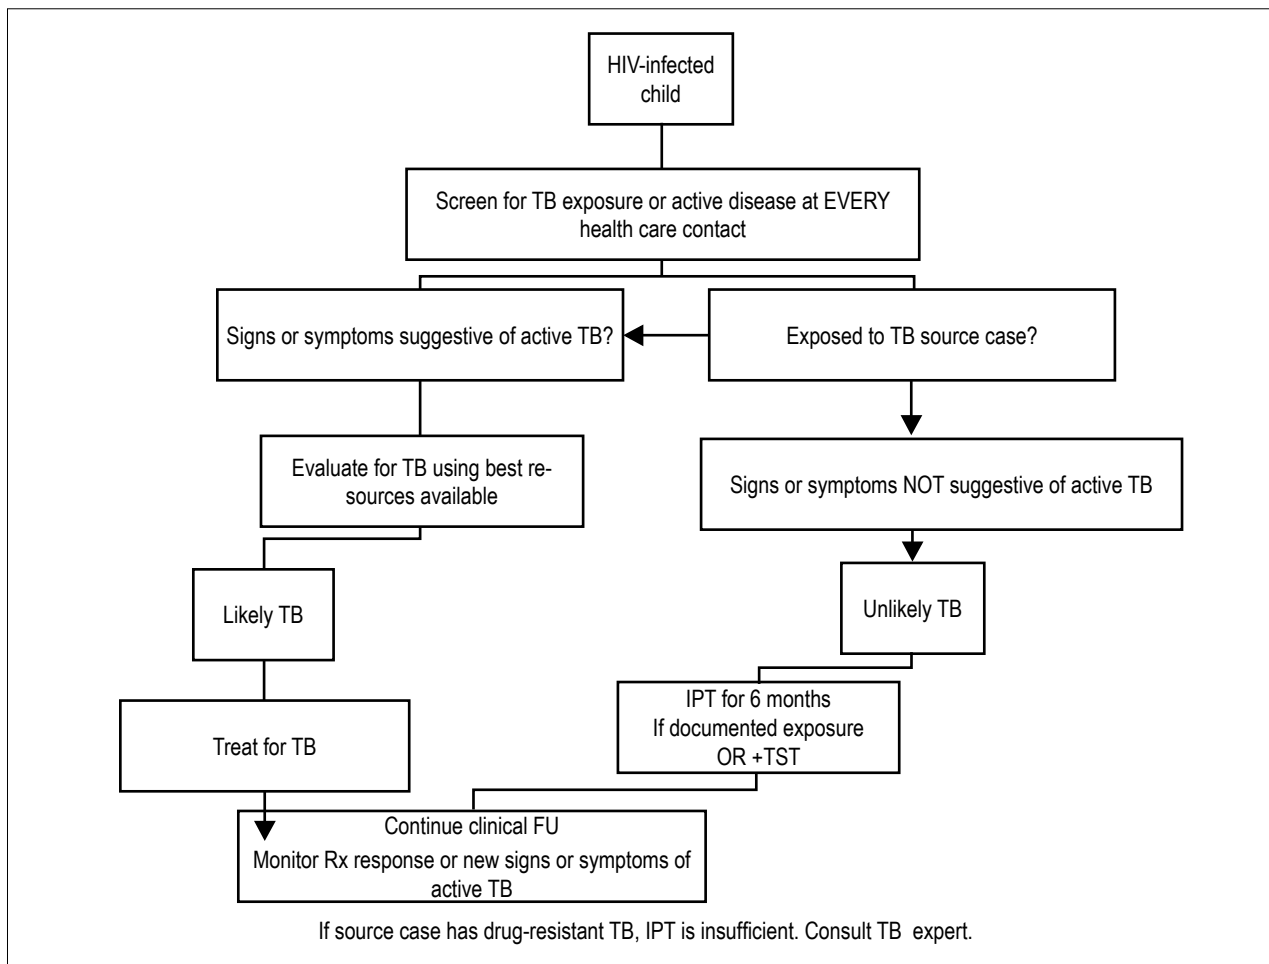 HIV-infected
child
Screen for TB exposure or active disease at EVERY
health care contact
Signs or symptoms suggestive of active TB?
Exposed to TB source case?
Evaluate for TB using best re-
sources available
Signs or symptoms NOT suggestive of active TB
Likely TB
Unlikely TB
Treat for TB
IPT for 6 months
If documented exposure
OR +TST
Continue clinical FU
Monitor Rx response or new signs or symptoms of
active TB
If source case has drug-resistant TB, IPT is insufficient. Consult TB expert.